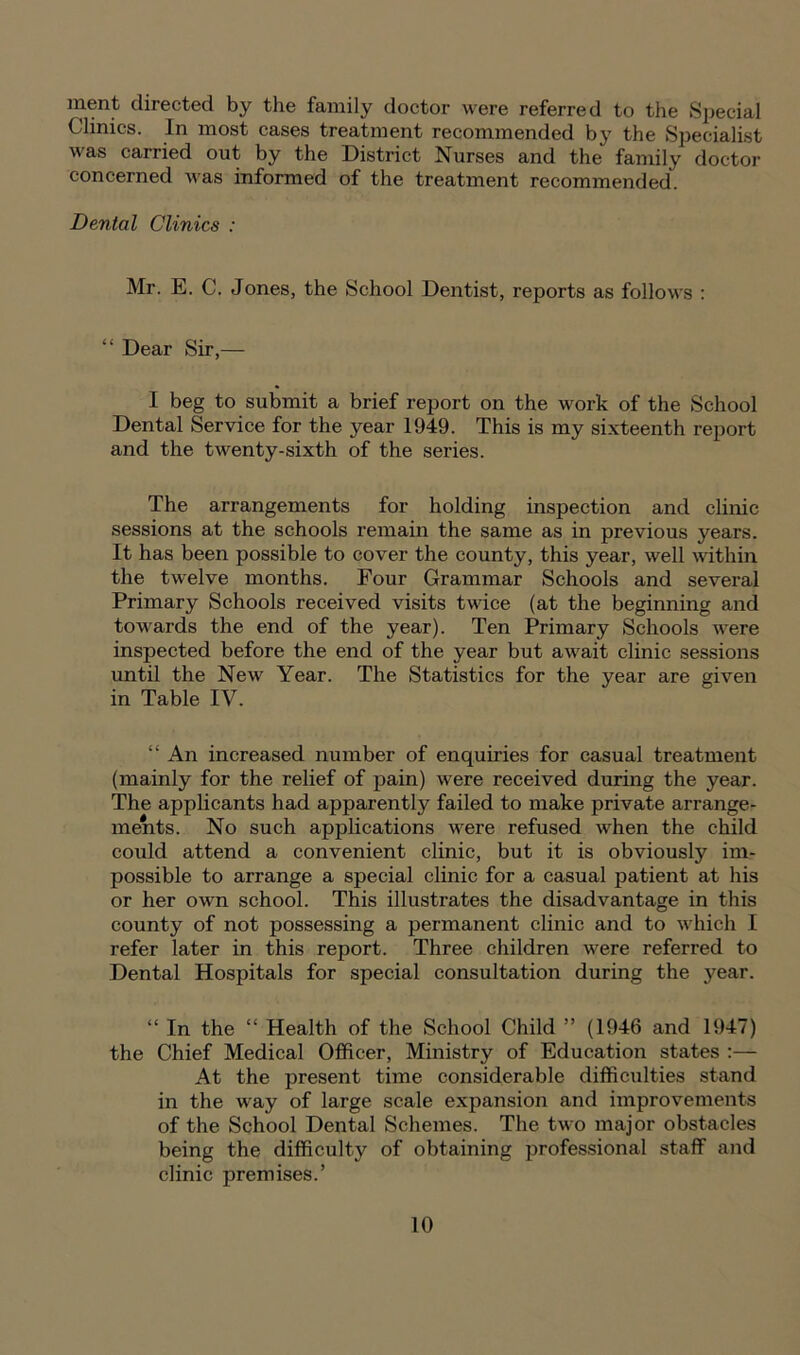 ment directed by the family doctor were referred to the Special
Clinics. In most cases treatment recommended by the Specialist
was carried out by the District Nurses and the family doctor
concerned was informed of the treatment recommended.
Dental Clinics :
Mr. E. C. Jones, the School Dentist, reports as follows :
“ Dear Sir,—
I beg to submit a brief report on the work of the School
Dental Service for the year 1949. This is my sixteenth report
and the twenty-sixth of the series.
The arrangements for holding inspection and clinic
sessions at the schools remain the same as in previous years.
It has been possible to cover the county, this year, well within
the twelve months. Four Grammar Schools and several
Primary Schools received visits twice (at the beginning and
towards the end of the year). Ten Primary Schools were
inspected before the end of the year but await clinic sessions
until the New Year. The Statistics for the year are given
in Table IV.
“ An increased number of enquiries for casual treatment
(mainly for the relief of pain) were received during the year.
The applicants had apparently failed to make private arrange-
ments. No such applications were refused when the child
could attend a convenient clinic, but it is obviously im-
possible to arrange a special clinic for a casual patient at his
or her own school. This illustrates the disadvantage in this
county of not possessing a permanent clinic and to which I
refer later in this report. Three children were referred to
Dental Hospitals for special consultation during the year.
“ In the “ Health of the School Child ” (1946 and 1947)
the Chief Medical Officer, Ministry of Education states :—
At the present time considerable difficulties stand
in the way of large scale expansion and improvements
of the School Dental Schemes. The two major obstacles
being the difficulty of obtaining professional staff and
clinic premises.’
10